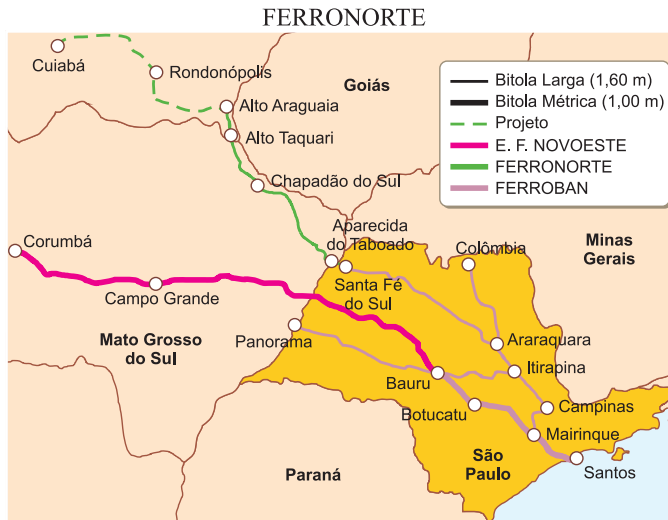 FERRONORTE
Cuiabá
Rondonópolis
Goiás
Alto Araguaia
Alto Taquari
Chapadão do Sul
Bitola Larga (1,60 m)
Bitola Métrica (1,00 m)
Projeto
E. F. NOVOESTE
FERRONORTE
FERROBAN
Corumbá
Aparecida
do Taboado
Colômbia
Minas
Gerais
Santa Fé
do Sul
Campo Grande
Mato Grosso
do Sul
Panorama
Araraquara
Itirapina
Bauru
Botucatu
Campinas
Mairinque
São
Paulo
Santos
Paraná